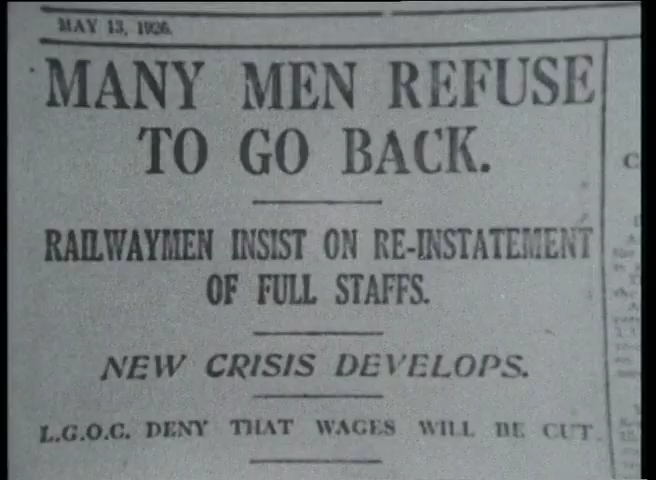 MAY 13, 1926.
MANY MEN REFUSE
TO GO BACK.
RAILWAYMEN INSIST ON RE-INSTATEMENT
OF FULL STAFFS.
NEW CRISIS DEVELOPS.
L.G.O.C. DENY THAT WAGES WILL BE CUT.
C